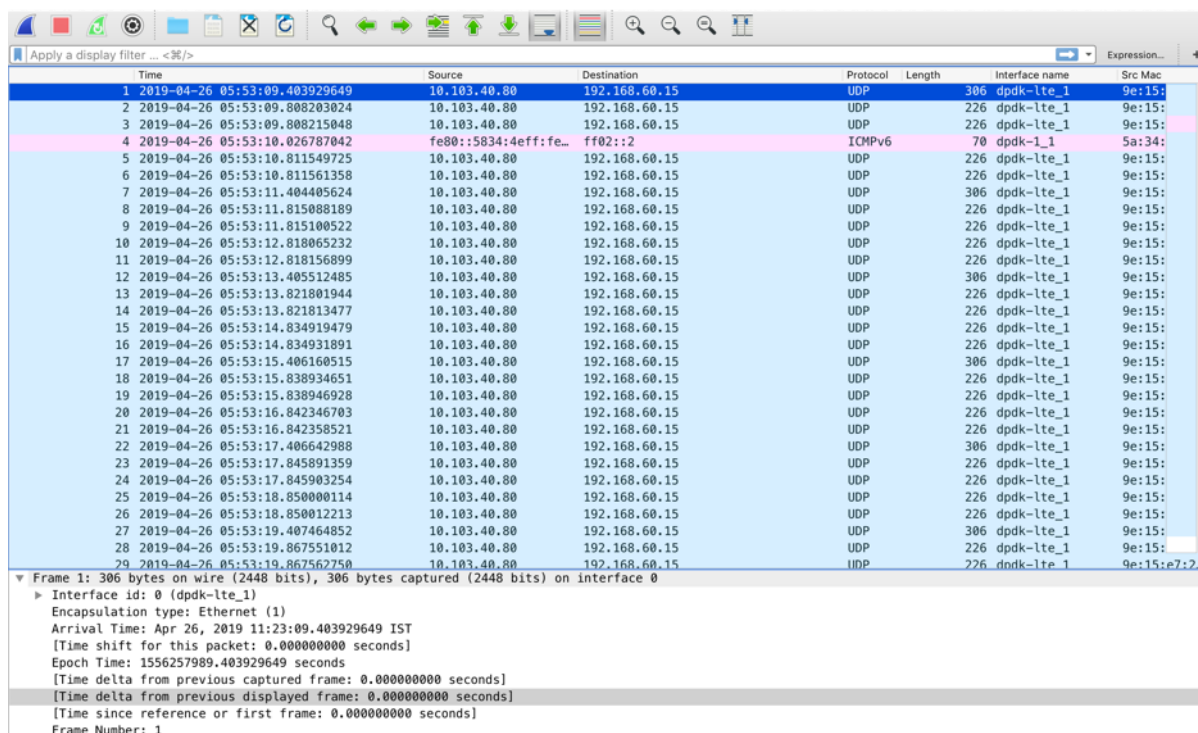 Apply a display filter ... <⌘/>
Expression... +
Time Source Destination Protocol Length Interface name Src Mac
1 2019-04-26 05:53:09.403929649 10.103.40.80 192.168.60.15 UDP 306 dpdk-lte_1 9e:15:
2 2019-04-26 05:53:09.808203024 10.103.40.80 192.168.60.15 UDP 226 dpdk-lte_1 9e:15:
3 2019-04-26 05:53:09.808215048 10.103.40.80 192.168.60.15 UDP 226 dpdk-lte_1 9e:15:
4 2019-04-26 05:53:10.026787042 fe80::5834:4eff:fe… ff02::2 ICMPv6 70 dpdk-1_1 5a:34:
5 2019-04-26 05:53:10.811549725 10.103.40.80 192.168.60.15 UDP 226 dpdk-lte_1 9e:15:
6 2019-04-26 05:53:10.811561358 10.103.40.80 192.168.60.15 UDP 226 dpdk-lte_1 9e:15:
7 2019-04-26 05:53:11.404405624 10.103.40.80 192.168.60.15 UDP 306 dpdk-lte_1 9e:15:
8 2019-04-26 05:53:11.815088189 10.103.40.80 192.168.60.15 UDP 226 dpdk-lte_1 9e:15:
9 2019-04-26 05:53:11.815100522 10.103.40.80 192.168.60.15 UDP 226 dpdk-lte_1 9e:15:
10 2019-04-26 05:53:12.818065232 10.103.40.80 192.168.60.15 UDP 226 dpdk-lte_1 9e:15:
11 2019-04-26 05:53:12.818156899 10.103.40.80 192.168.60.15 UDP 226 dpdk-lte_1 9e:15:
12 2019-04-26 05:53:13.405512485 10.103.40.80 192.168.60.15 UDP 306 dpdk-lte_1 9e:15:
13 2019-04-26 05:53:13.821801944 10.103.40.80 192.168.60.15 UDP 226 dpdk-lte_1 9e:15:
14 2019-04-26 05:53:13.821813477 10.103.40.80 192.168.60.15 UDP 226 dpdk-lte_1 9e:15:
15 2019-04-26 05:53:14.834919479 10.103.40.80 192.168.60.15 UDP 226 dpdk-lte_1 9e:15:
16 2019-04-26 05:53:14.834931891 10.103.40.80 192.168.60.15 UDP 226 dpdk-lte_1 9e:15:
17 2019-04-26 05:53:15.406160515 10.103.40.80 192.168.60.15 UDP 306 dpdk-lte_1 9e:15:
18 2019-04-26 05:53:15.838934651 10.103.40.80 192.168.60.15 UDP 226 dpdk-lte_1 9e:15:
19 2019-04-26 05:53:15.838946928 10.103.40.80 192.168.60.15 UDP 226 dpdk-lte_1 9e:15:
20 2019-04-26 05:53:16.842346703 10.103.40.80 192.168.60.15 UDP 226 dpdk-lte_1 9e:15:
21 2019-04-26 05:53:16.842358521 10.103.40.80 192.168.60.15 UDP 226 dpdk-lte_1 9e:15:
22 2019-04-26 05:53:17.406642988 10.103.40.80 192.168.60.15 UDP 306 dpdk-lte_1 9e:15:
23 2019-04-26 05:53:17.845891359 10.103.40.80 192.168.60.15 UDP 226 dpdk-lte_1 9e:15:
24 2019-04-26 05:53:17.845903254 10.103.40.80 192.168.60.15 UDP 226 dpdk-lte_1 9e:15:
25 2019-04-26 05:53:18.850000114 10.103.40.80 192.168.60.15 UDP 226 dpdk-lte_1 9e:15:
26 2019-04-26 05:53:18.850012213 10.103.40.80 192.168.60.15 UDP 226 dpdk-lte_1 9e:15:
27 2019-04-26 05:53:19.407464852 10.103.40.80 192.168.60.15 UDP 306 dpdk-lte_1 9e:15:
28 2019-04-26 05:53:19.867551012 10.103.40.80 192.168.60.15 UDP 226 dpdk-lte_1 9e:15:
29 2019-04-26 05:53:19.867562750 10.103.40.80 192.168.60.15 UDP 226 dpdk-lte_1 9e:15:e7:2
Frame 1: 306 bytes on wire (2448 bits), 306 bytes captured (2448 bits) on interface 0
Interface id: 0 (dpdk-lte_1)
Encapsulation type: Ethernet (1)
Arrival Time: Apr 26, 2019 11:23:09.403929649 IST
[Time shift for this packet: 0.000000000 seconds]
Epoch Time: 1556257989.403929649 seconds
[Time delta from previous captured frame: 0.000000000 seconds]
[Time delta from previous displayed frame: 0.000000000 seconds]
[Time since reference or first frame: 0.000000000 seconds]
Frame Number: 1